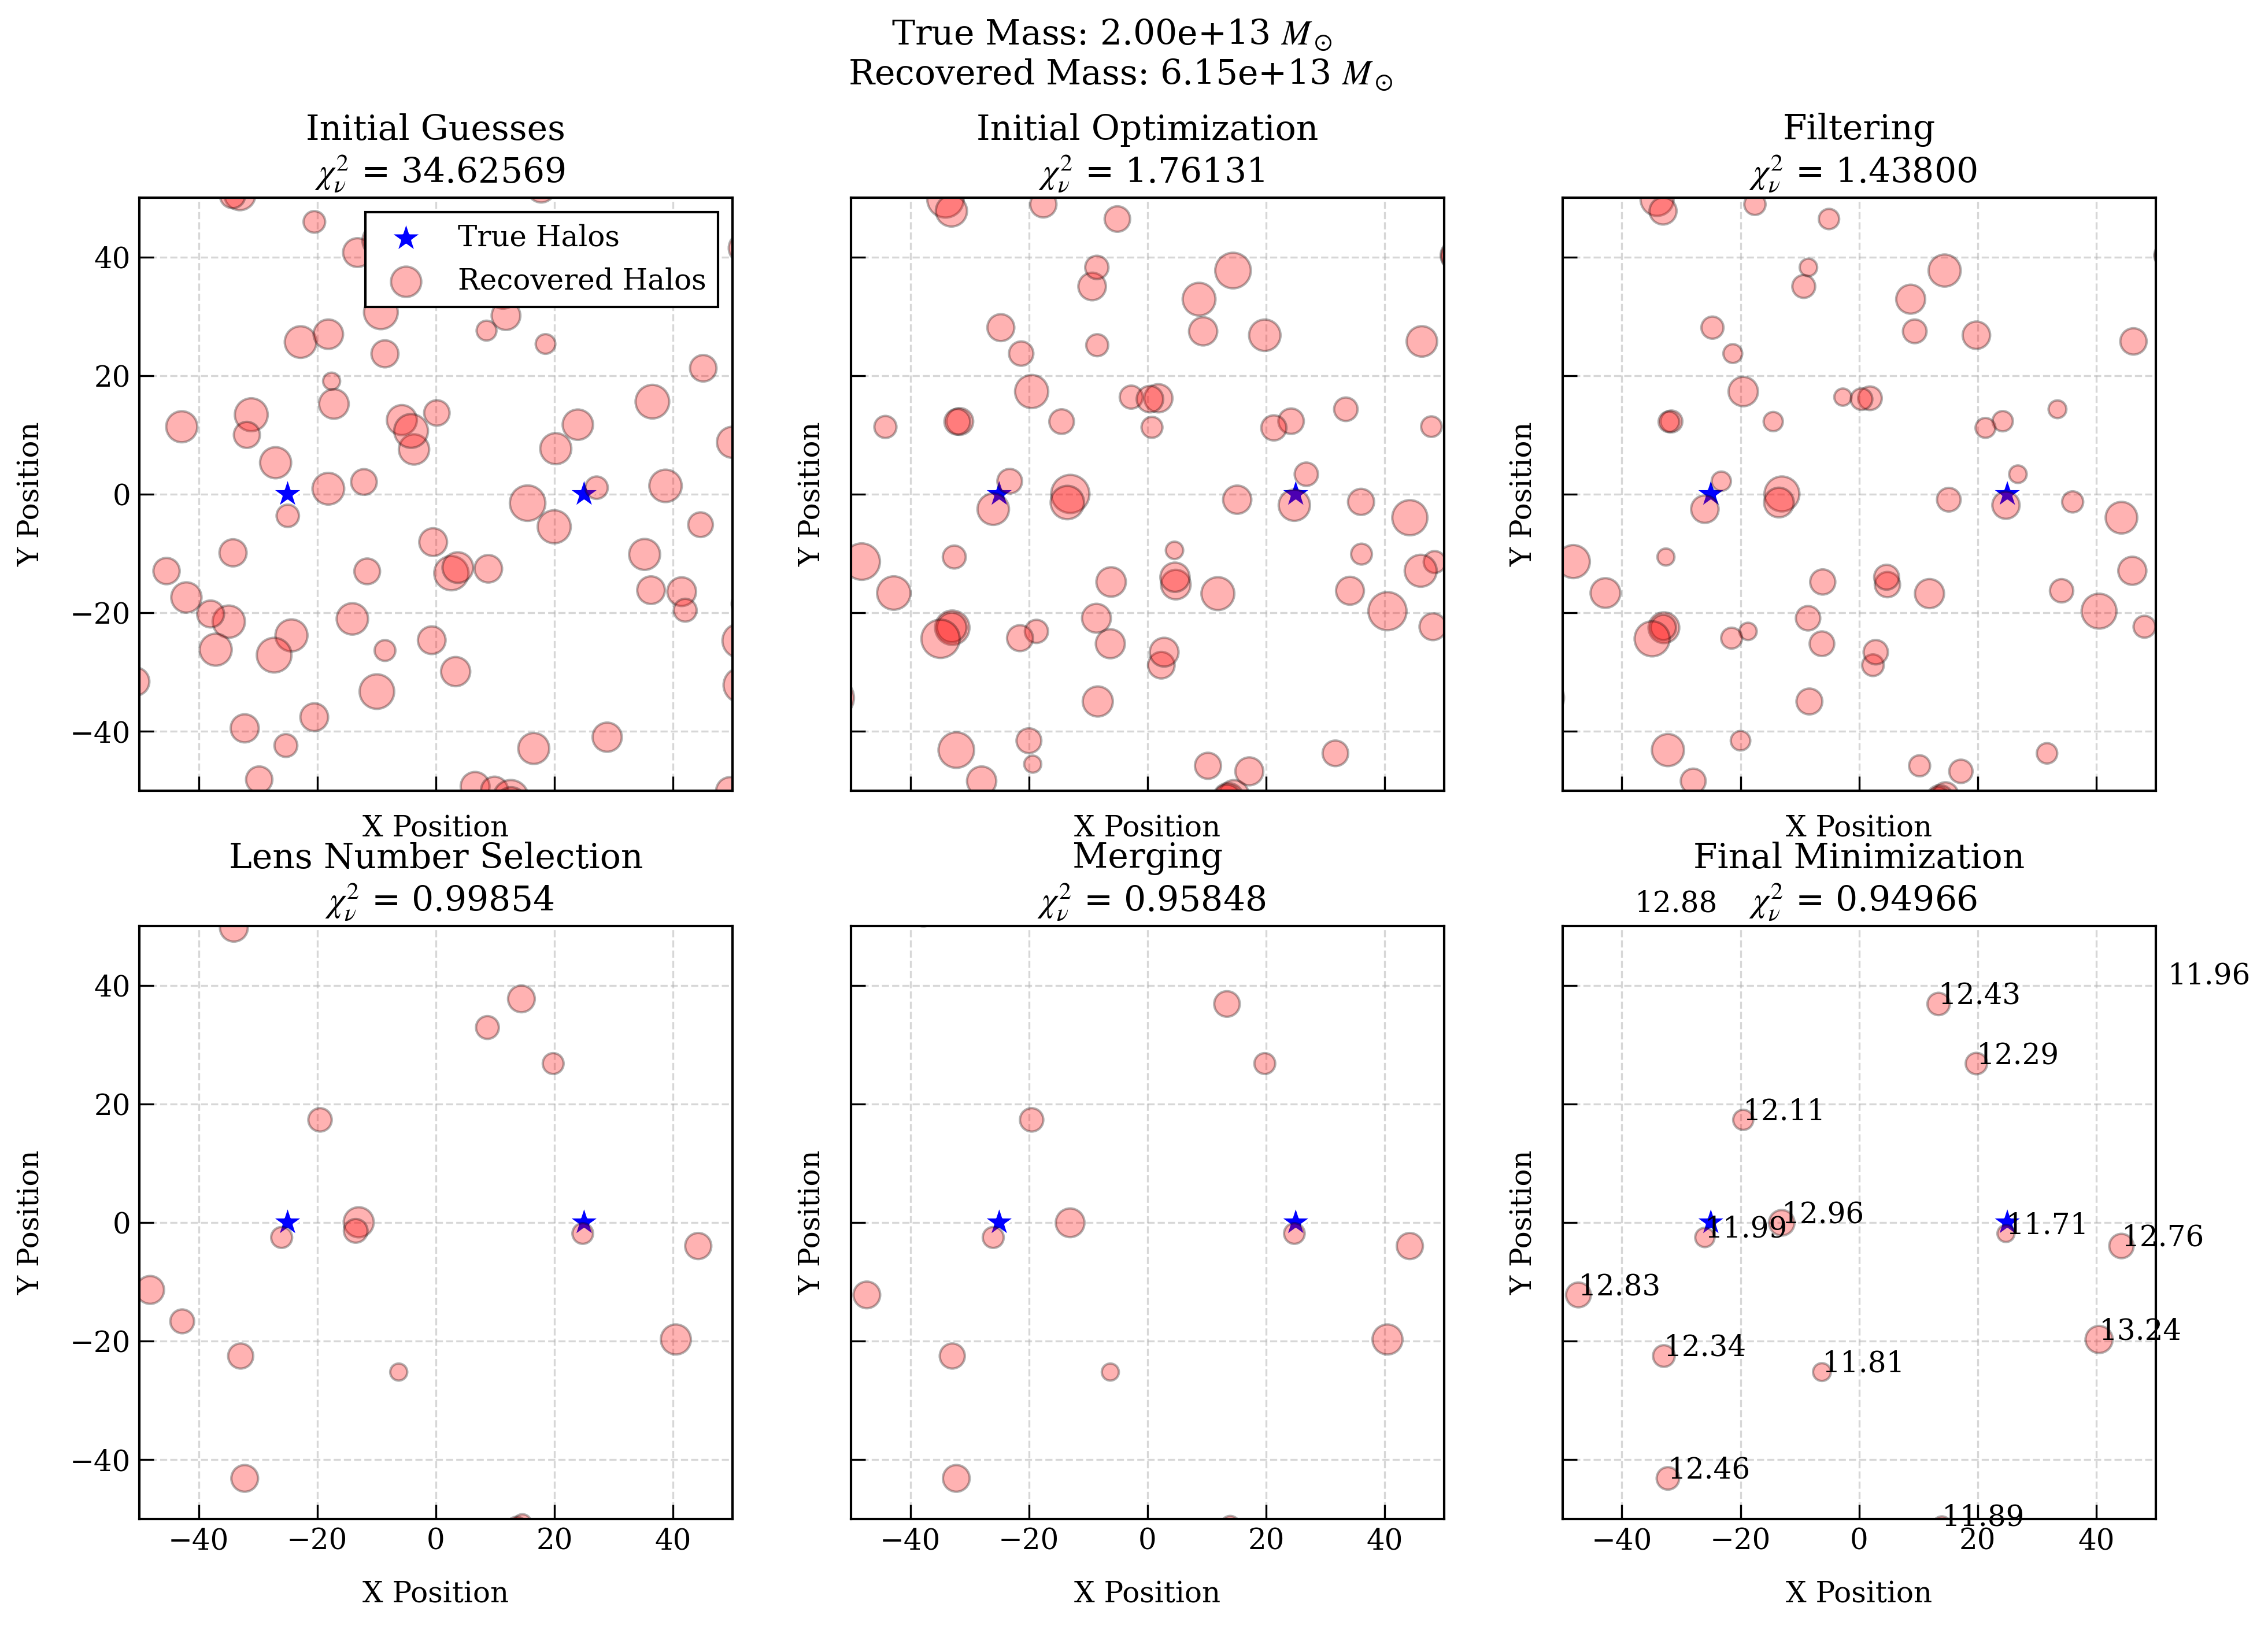 True Mass: 2.00e+13 M⊙
Recovered Mass: 6.15e+13 M⊙
Initial Guesses
χ²ν = 34.62569
Initial Optimization
χ²ν = 1.76131
Filtering
χ²ν = 1.43800
True Halos
Recovered Halos
Y Position
40
20
0
−20
−40
X Position
Y Position
X Position
Y Position
X Position
Lens Number Selection
χ²ν = 0.99854
Merging
χ²ν = 0.95848
Final Minimization
χ²ν = 0.94966
Y Position
40
20
0
−20
−40
−40 −20 0 20 40
X Position
Y Position
−40 −20 0 20 40
X Position
Y Position
12.88
11.96
12.43
12.29
12.11
12.96
11.99
11.71
12.76
12.83
13.24
12.34
11.81
12.46
11.89
−40 −20 0 20 40
X Position